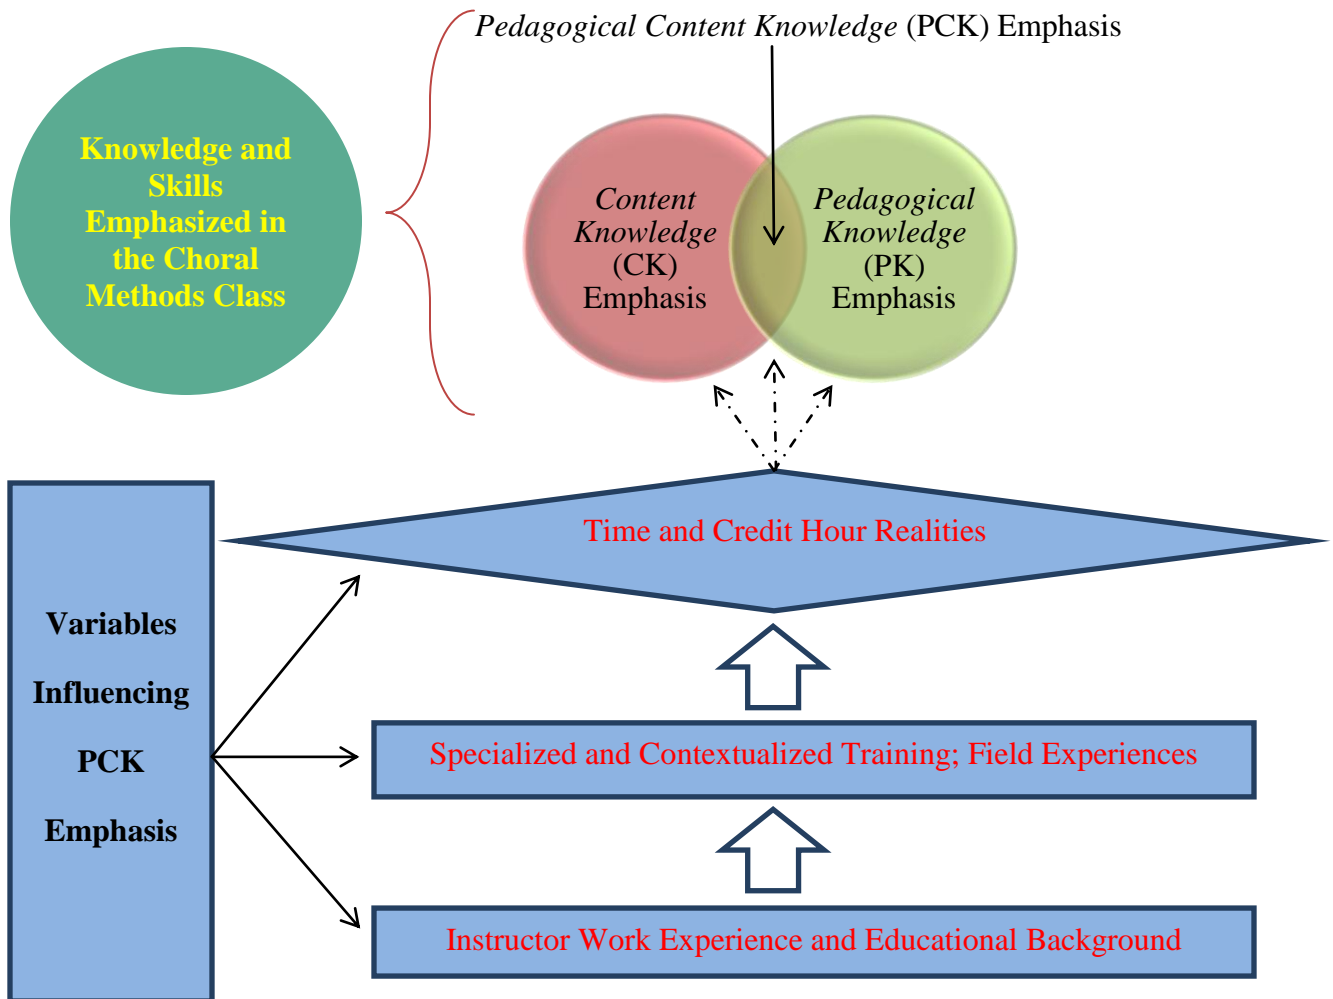 Pedagogical Content Knowledge (PCK) Emphasis
Knowledge and
Skills
Emphasized in
the Choral
Methods Class
Content
Knowledge
(CK)
Emphasis
Pedagogical
Knowledge
(PK)
Emphasis
Time and Credit Hour Realities
Variables
Influencing
PCK
Emphasis
Specialized and Contextualized Training; Field Experiences
Instructor Work Experience and Educational Background